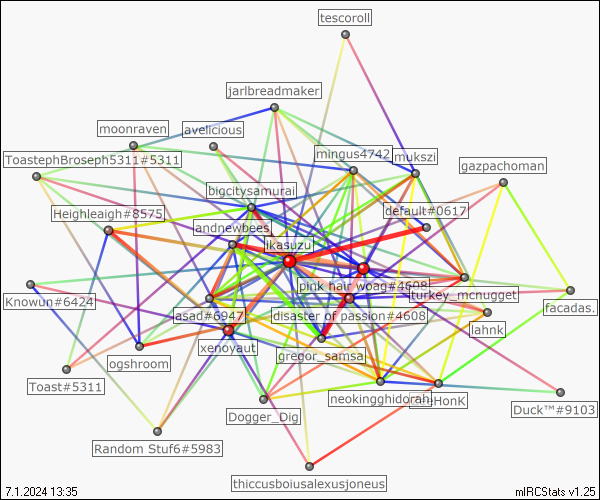 tescoroll
jarlbreadmaker
moonraven
avelicious
mingus4742
mukszi
ToastephBroseph5311#5311
gazpachoman
bigcitysamurai
Heighleaigh#8575
default#0617
andnewbees
ikasuzu
pink hair woag#4608
turkey_mcnugget
Knowun#6424
asad#6947
disaster of passion#4608
facadas.
lahnk
xenoyaut
gregor_samsa
ogshroom
Toast#5311
neokingghidorah
HonK
Duck™#9103
Dogger_Dig
Random Stuf6#5983
thiccusboiusalexusjoneus
7.1.2024 13:35
mIRCStats v1.25